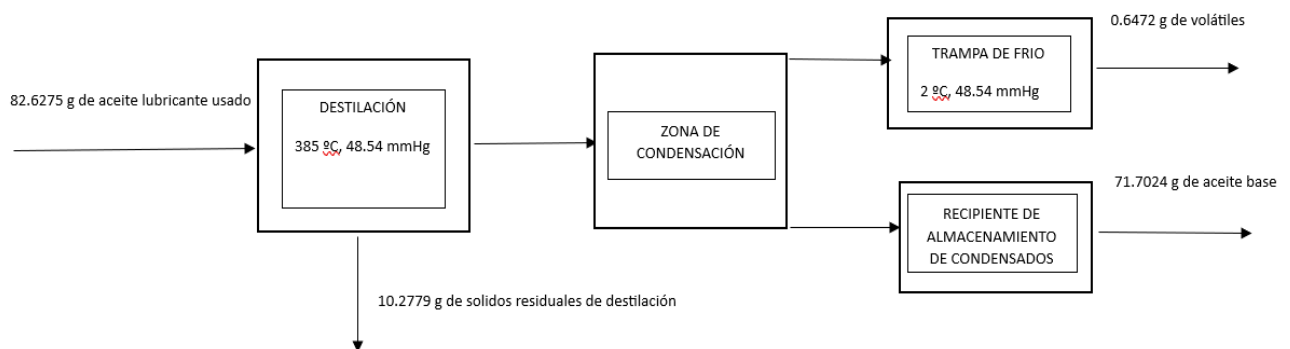 0.6472 g de volátiles
TRAMPA DE FRIO
2 ºC, 48.54 mmHg
82.6275 g de aceite lubricante usado
DESTILACIÓN
385 ºC, 48.54 mmHg
ZONA DE
CONDENSACIÓN
71.7024 g de aceite base
RECIPIENTE DE
ALMACENAMIENTO
DE CONDENSADOS
10.2779 g de solidos residuales de destilación